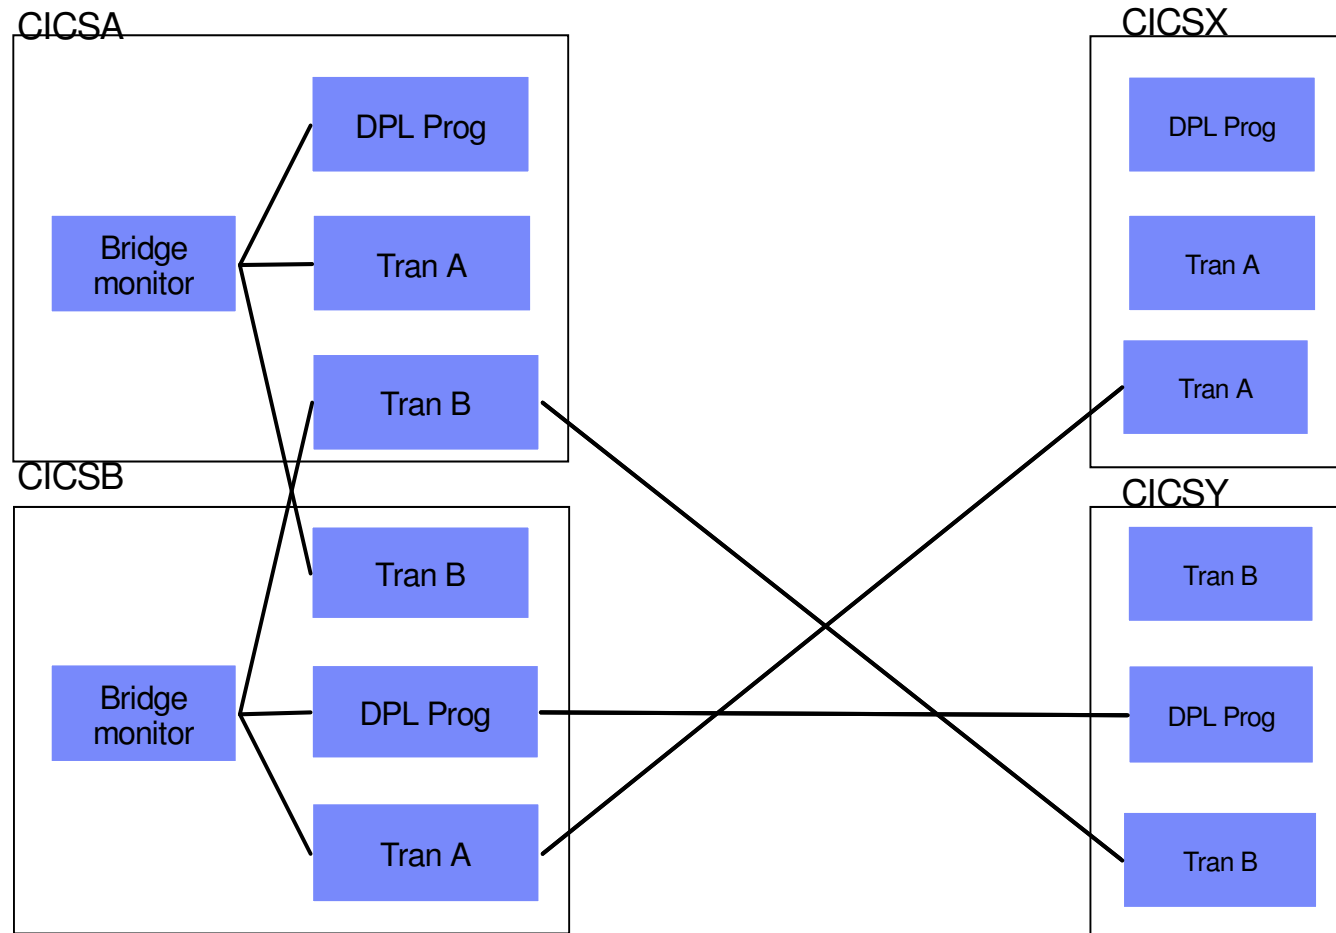 CICSA
DPL Prog
Bridge
monitor
Tran A
Tran B
CICSB
Tran B
Bridge
monitor
DPL Prog
Tran A
CICSX
DPL Prog
Tran A
Tran A
CICSY
Tran B
DPL Prog
Tran B